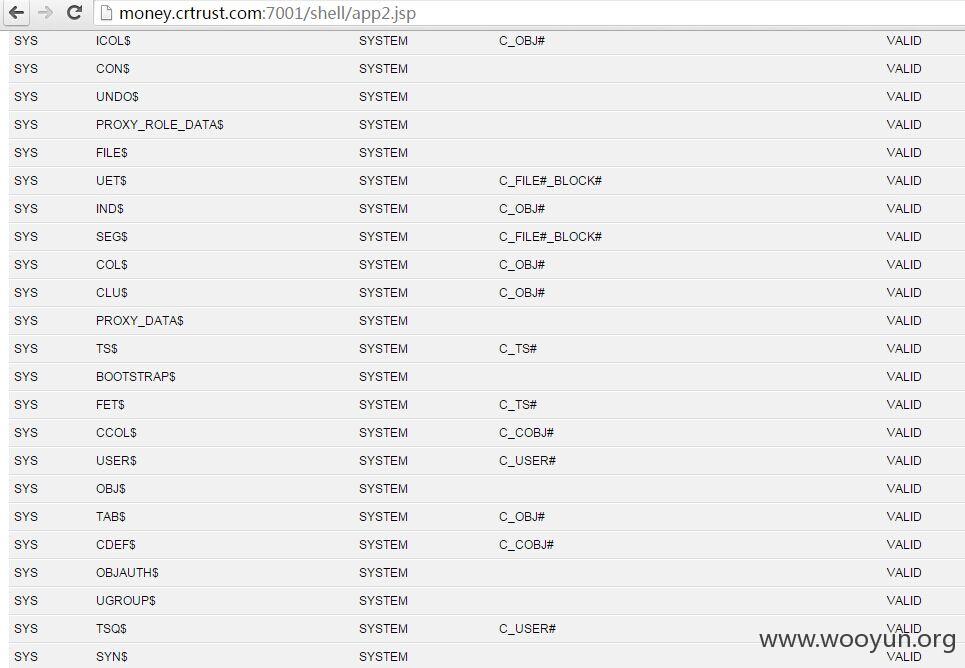 money.crtrust.com:7001/shell/app2.jsp
SYS ICOL$ SYSTEM C_OBJ# VALID
SYS CON$ SYSTEM VALID
SYS UNDO$ SYSTEM VALID
SYS PROXY_ROLE_DATA$ SYSTEM VALID
SYS FILE$ SYSTEM VALID
SYS UET$ SYSTEM C_FILE#_BLOCK# VALID
SYS IND$ SYSTEM C_OBJ# VALID
SYS SEG$ SYSTEM C_FILE#_BLOCK# VALID
SYS COL$ SYSTEM C_OBJ# VALID
SYS CLU$ SYSTEM C_OBJ# VALID
SYS PROXY_DATA$ SYSTEM VALID
SYS TS$ SYSTEM C_TS# VALID
SYS BOOTSTRAP$ SYSTEM VALID
SYS FET$ SYSTEM C_TS# VALID
SYS CCOL$ SYSTEM C_COBJ# VALID
SYS USER$ SYSTEM C_USER# VALID
SYS OBJ$ SYSTEM VALID
SYS TAB$ SYSTEM C_OBJ# VALID
SYS CDEF$ SYSTEM C_COBJ# VALID
SYS OBJAUTH$ SYSTEM VALID
SYS UGROUP$ SYSTEM VALID
SYS TSQ$ SYSTEM C_USER# VALID
www.wooyun.org
SYS SYN$ SYSTEM VALID